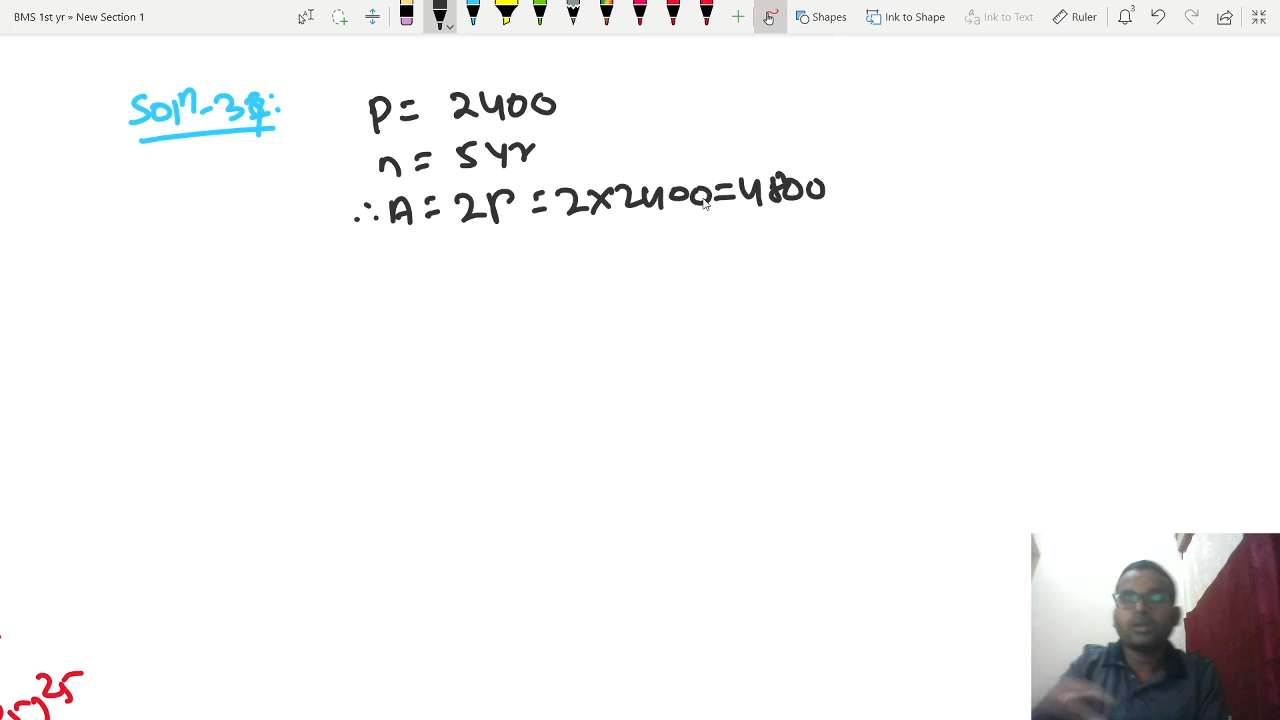 BMS 1st yr » New Section 1
Shapes
Ink to Shape
Ink to Text
Ruler
3
P = 2400
n = 5 yr
∴ A = 2P = 2×2400 = 4800
25